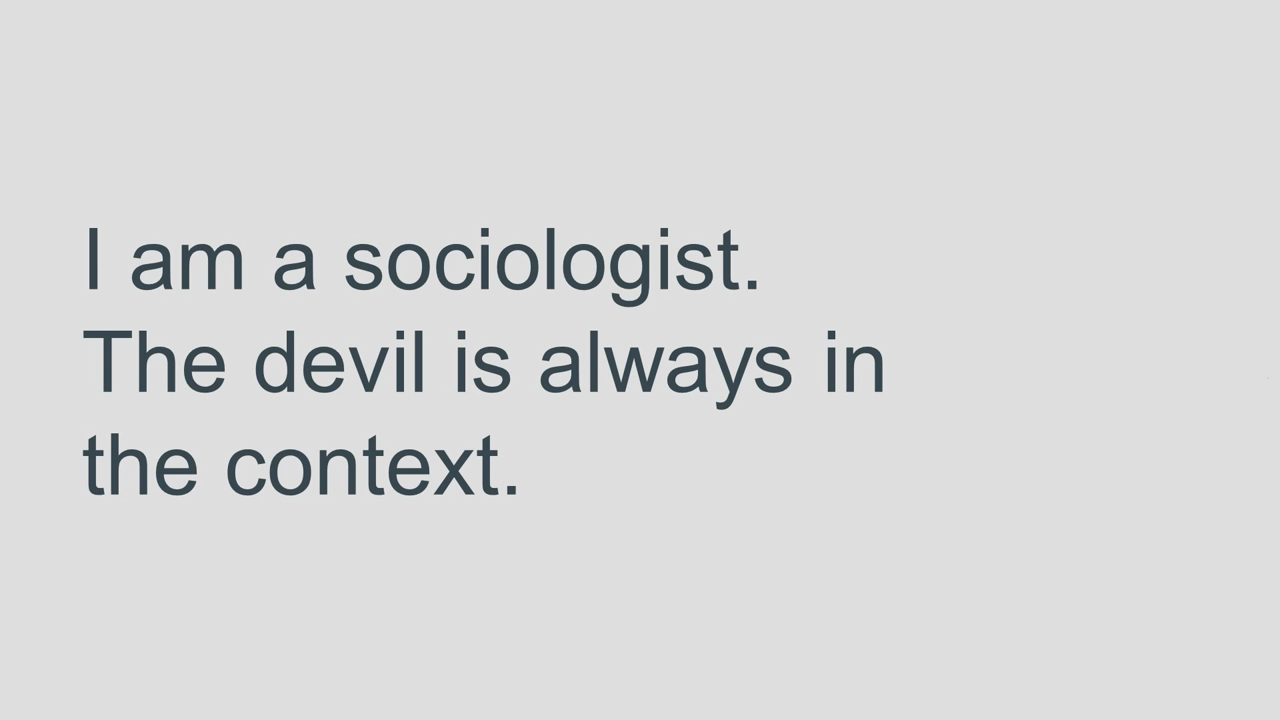 I am a sociologist.
The devil is always in
the context.